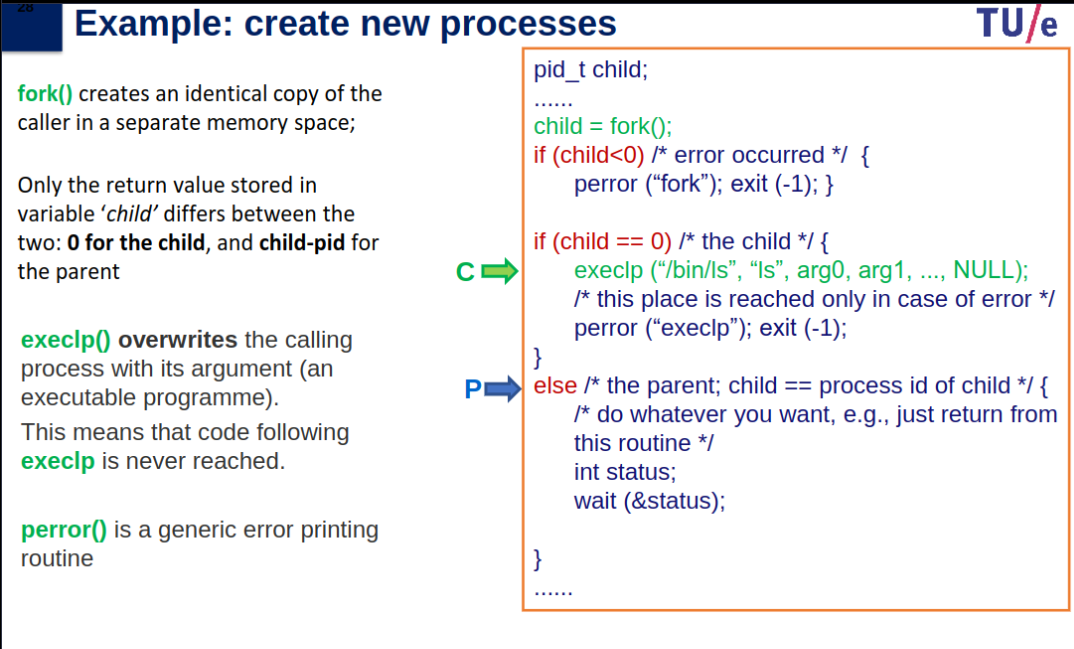 28
Example: create new processes
TU/e
fork() creates an identical copy of the
caller in a separate memory space;
Only the return value stored in
variable ‘child’ differs between the
two: 0 for the child, and child-pid for
the parent
execlp() overwrites the calling
process with its argument (an
executable programme).
This means that code following
execlp is never reached.
perror() is a generic error printing
routine
pid_t child;
......
child = fork();
if (child<0) /* error occurred */ {
perror (“fork”); exit (-1); }
if (child == 0) /* the child */ {
C
execlp (“/bin/ls”, “ls”, arg0, arg1, ..., NULL);
/* this place is reached only in case of error */
perror (“execlp”); exit (-1);
}
P
else /* the parent; child == process id of child */ {
/* do whatever you want, e.g., just return from
this routine */
int status;
wait (&status);
}
......